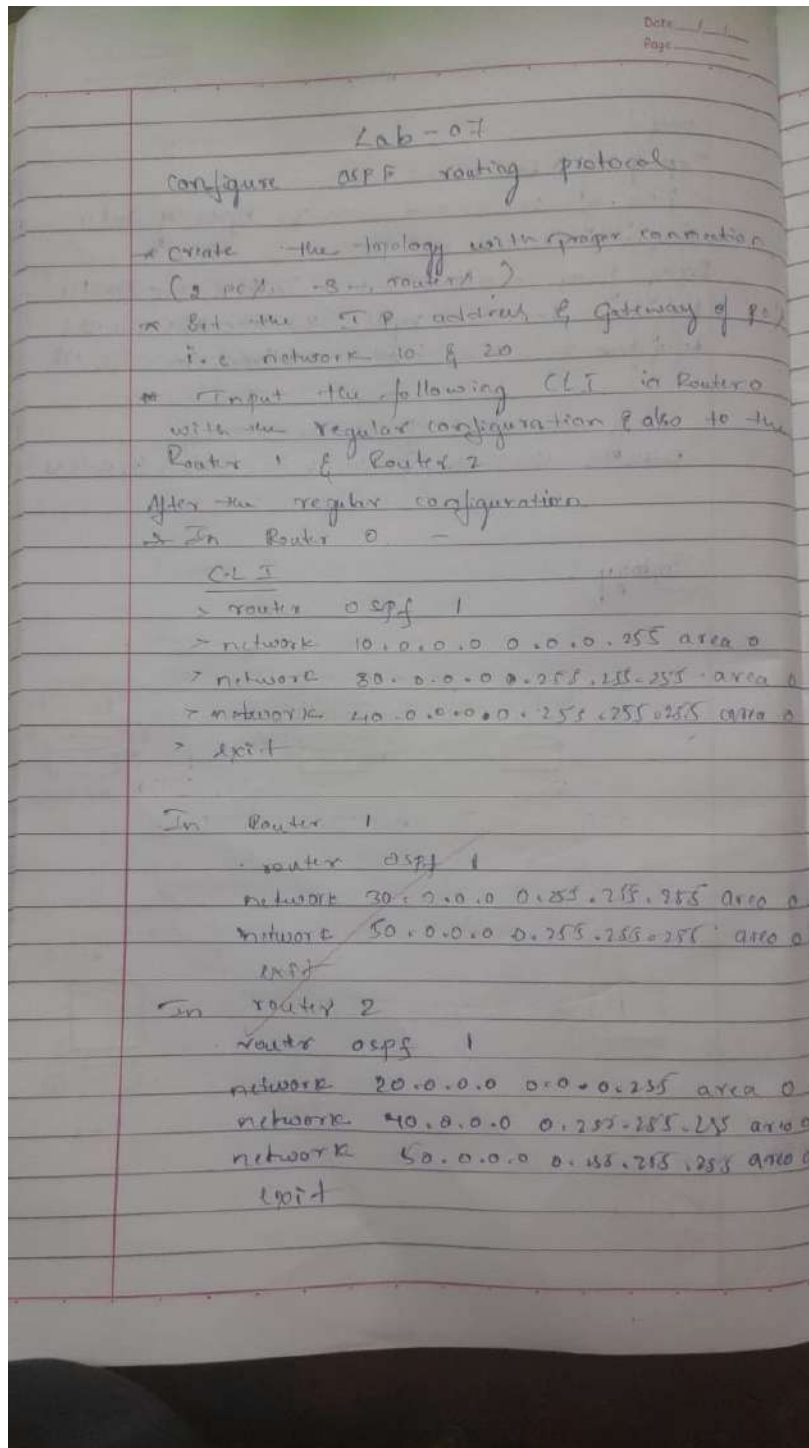 Date
Page
Lab - 07
Configure OSPF routing protocol
* Create the topology with proper connection
(2 pc's 3 routers)
* Set the IP address & Gateway of pc's
i.e network 10 & 20
* Input the following CLI in Router 0
with the regular configuration & also to the
Router 1 & Router 2
After the regular configuration
* In Router 0 -
CLI
> router ospf 1
> network 10.0.0.0 0.0.0.255 area 0
> network 30.0.0.0 0.255.255.255 area 0
> network 40.0.0.0 0.255.255.255 area 0
> exit
In Router 1
router ospf 1
network 30.0.0.0 0.255.255.255 area 0
network 50.0.0.0 0.255.255.255 area 0
exit
In router 2
router ospf 1
network 20.0.0.0 0.0.0.255 area 0
network 40.0.0.0 0.255.255.255 area 0
network 50.0.0.0 0.255.255.255 area 0
exit